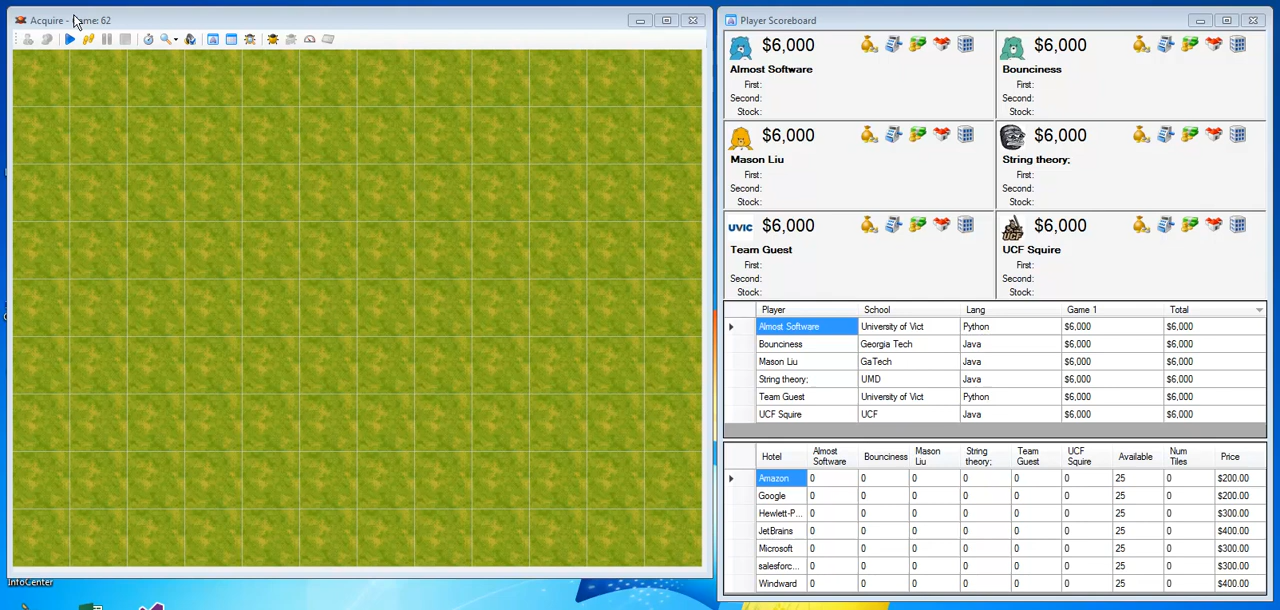 Acquire - Game: 62
Player Scoreboard
$6,000
Almost Software
First:
Second:
Stock:
$6,000
Bounciness
First:
Second:
Stock:
$6,000
Mason Liu
First:
Second:
Stock:
$6,000
String theory;
First:
Second:
Stock:
UVIC
$6,000
Team Guest
First:
Second:
Stock:
UCF
$6,000
UCF Squire
First:
Second:
Stock:
Player School Lang Game 1 Total
Almost Software University of Vict Python $6,000 $6,000
Bounciness Georgia Tech Java $6,000 $6,000
Mason Liu GaTech Java $6,000 $6,000
String theory; UMD Java $6,000 $6,000
Team Guest University of Vict Python $6,000 $6,000
UCF Squire UCF Java $6,000 $6,000
Hotel Almost Software Bounciness Mason Liu String theory; Team Guest UCF Squire Available Num Tiles Price
Amazon 0 0 0 0 0 0 25 0 $200.00
Google 0 0 0 0 0 0 25 0 $200.00
Hewlett-P... 0 0 0 0 0 0 25 0 $300.00
JetBrains 0 0 0 0 0 0 25 0 $400.00
Microsoft 0 0 0 0 0 0 25 0 $300.00
salesforc... 0 0 0 0 0 0 25 0 $300.00
Windward 0 0 0 0 0 0 25 0 $400.00
InfoCenter